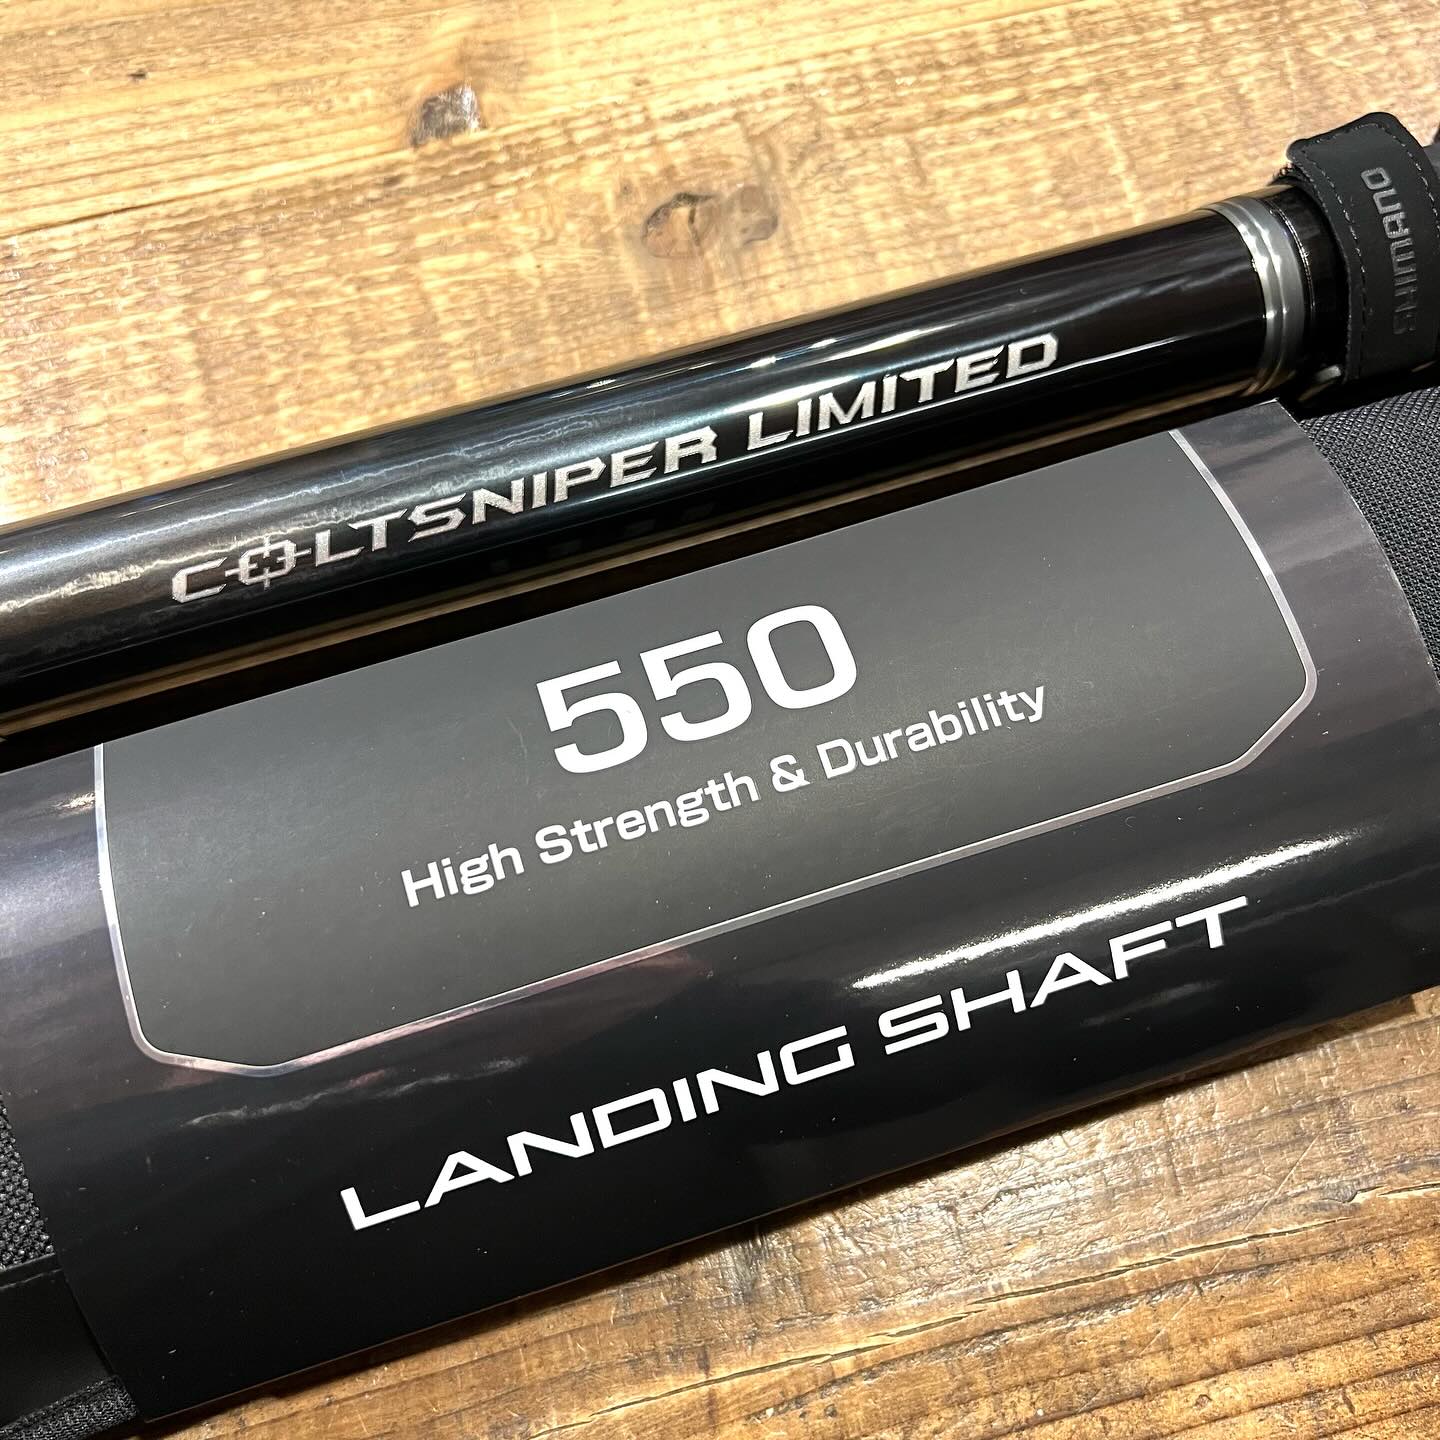 SHIMANO
COLTSNIPER LIMITED
550
High Strength & Durability
LANDING SHAFT